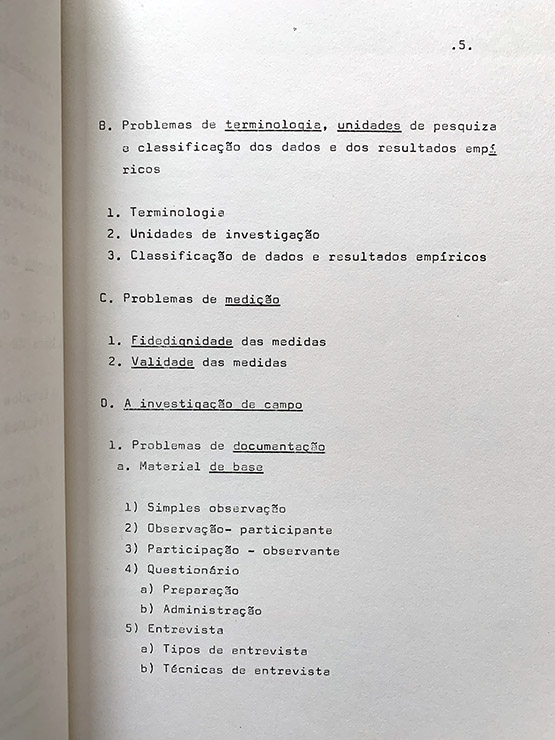 .5.
B. Problemas de terminologia, unidades de pesquiza
e classificação dos dados e dos resultados empí
ricos
1. Terminologia
2. Unidades de investigação
3. Classificação de dados e resultados empíricos
C. Problemas de medição
1. Fidedignidade das medidas
2. Validade das medidas
D. A investigação de campo
1. Problemas de documentação
a. Material de base
1) Simples observação
2) Observação- participante
3) Participação - observante
4) Questionário
a) Preparação
b) Administração
5) Entrevista
a) Tipos de entrevista
b) Técnicas de entrevista